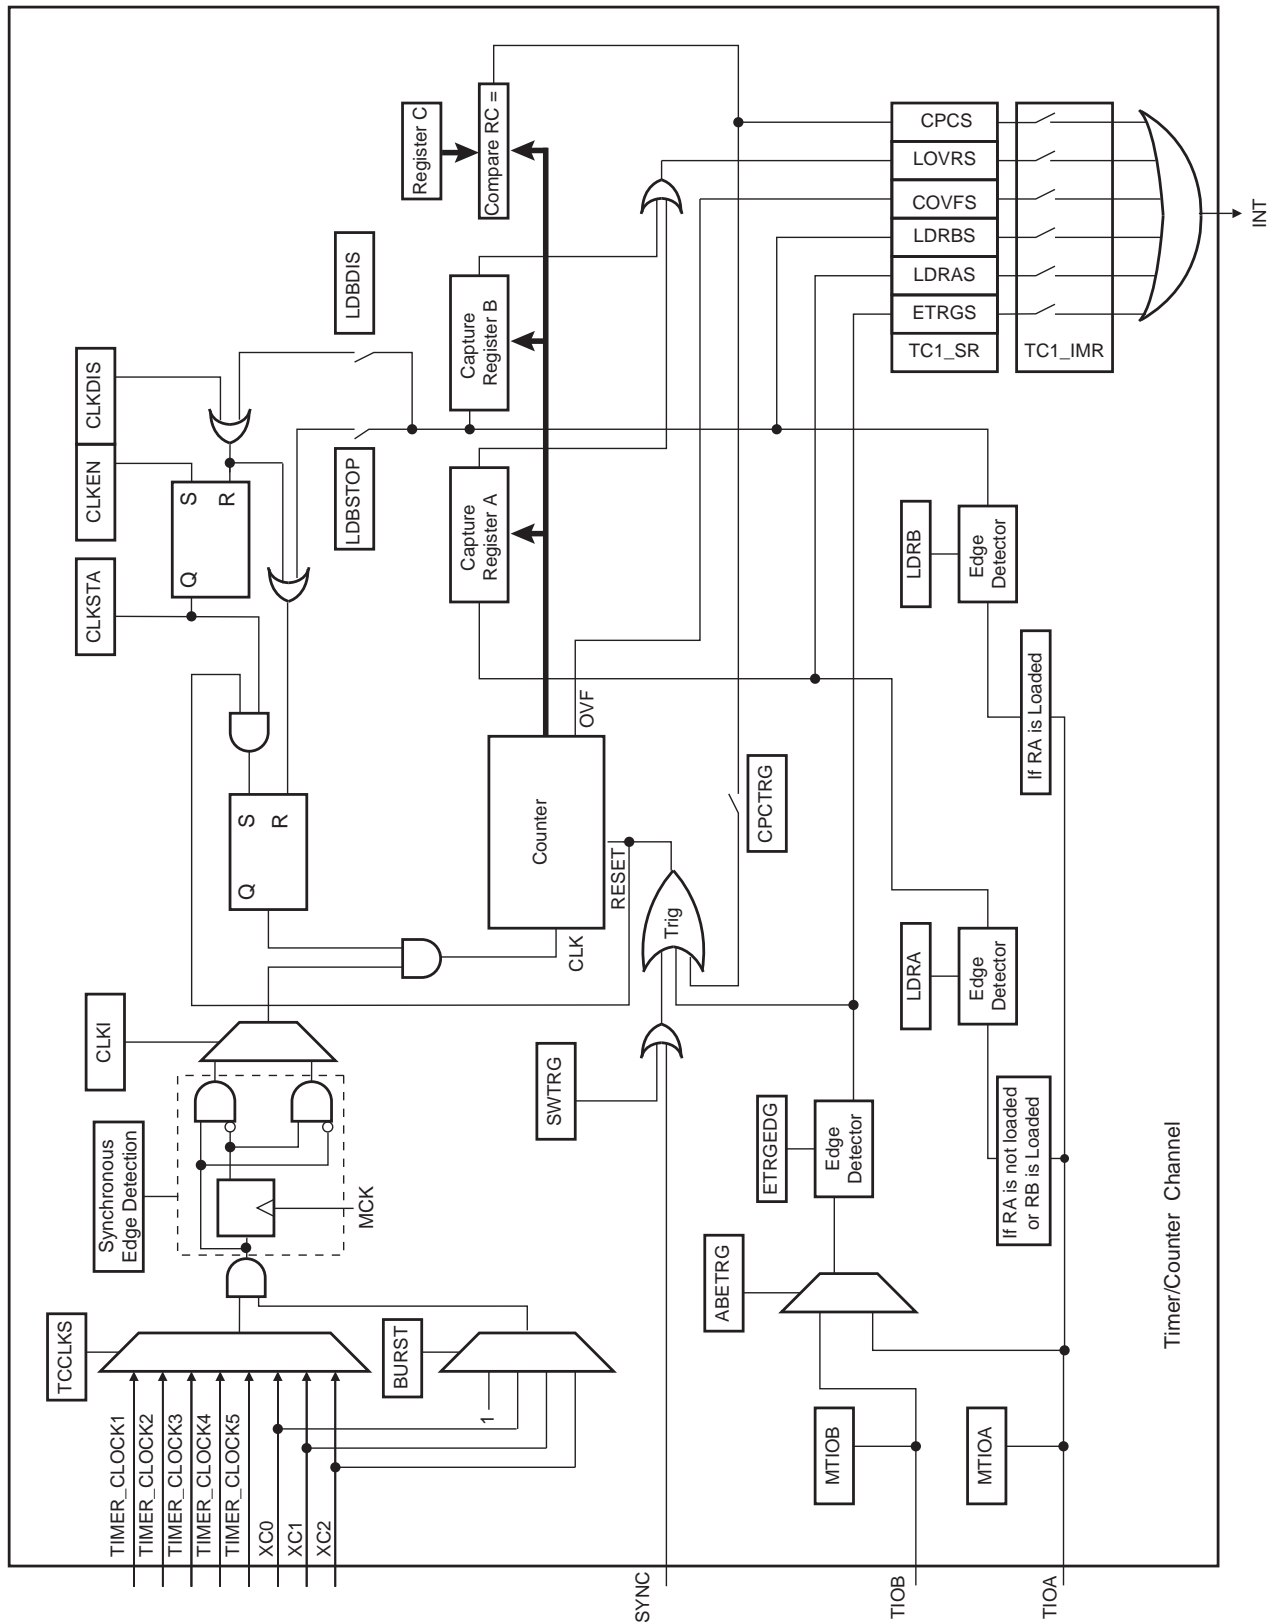 TIMER_CLOCK1
TIMER_CLOCK2
TIMER_CLOCK3
TIMER_CLOCK4
TIMER_CLOCK5
XC0
XC1
XC2
TCCLKS
BURST
1
Synchronous
Edge Detection
MCK
CLKI
CLKSTA
CLKEN
CLKDIS
Q
S
R
Q
S
R
LDBSTOP
LDBDIS
Register C
Capture
Register A
Capture
Register B
Compare RC =
Counter
CLK
OVF
RESET
SWTRG
Trig
CPCTRG
SYNC
MTIOB
TIOB
MTIOA
TIOA
ABETRG
ETRGEDG
Edge
Detector
LDRA
Edge
Detector
LDRB
Edge
Detector
If RA is not loaded
or RB is Loaded
If RA is Loaded
CPCS
LOVRS
COVFS
LDRBS
LDRAS
ETRGS
TC1_SR
TC1_IMR
INT
Timer/Counter Channel